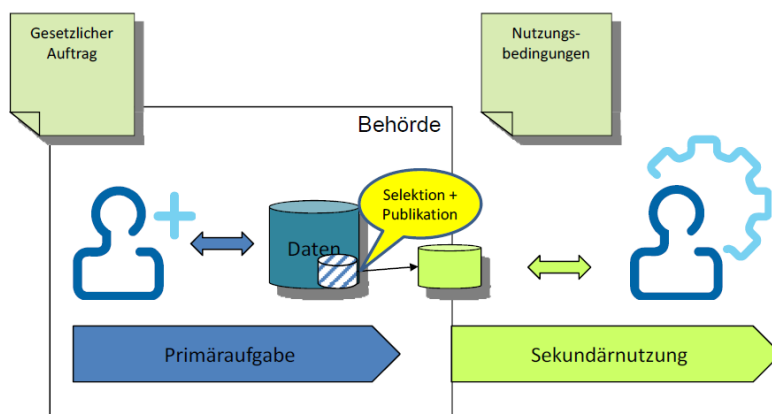 Gesetzlicher
Auftrag
Nutzungs-
bedingungen
Behörde
Selektion +
Publikation
Daten
Primäraufgabe
Sekundärnutzung